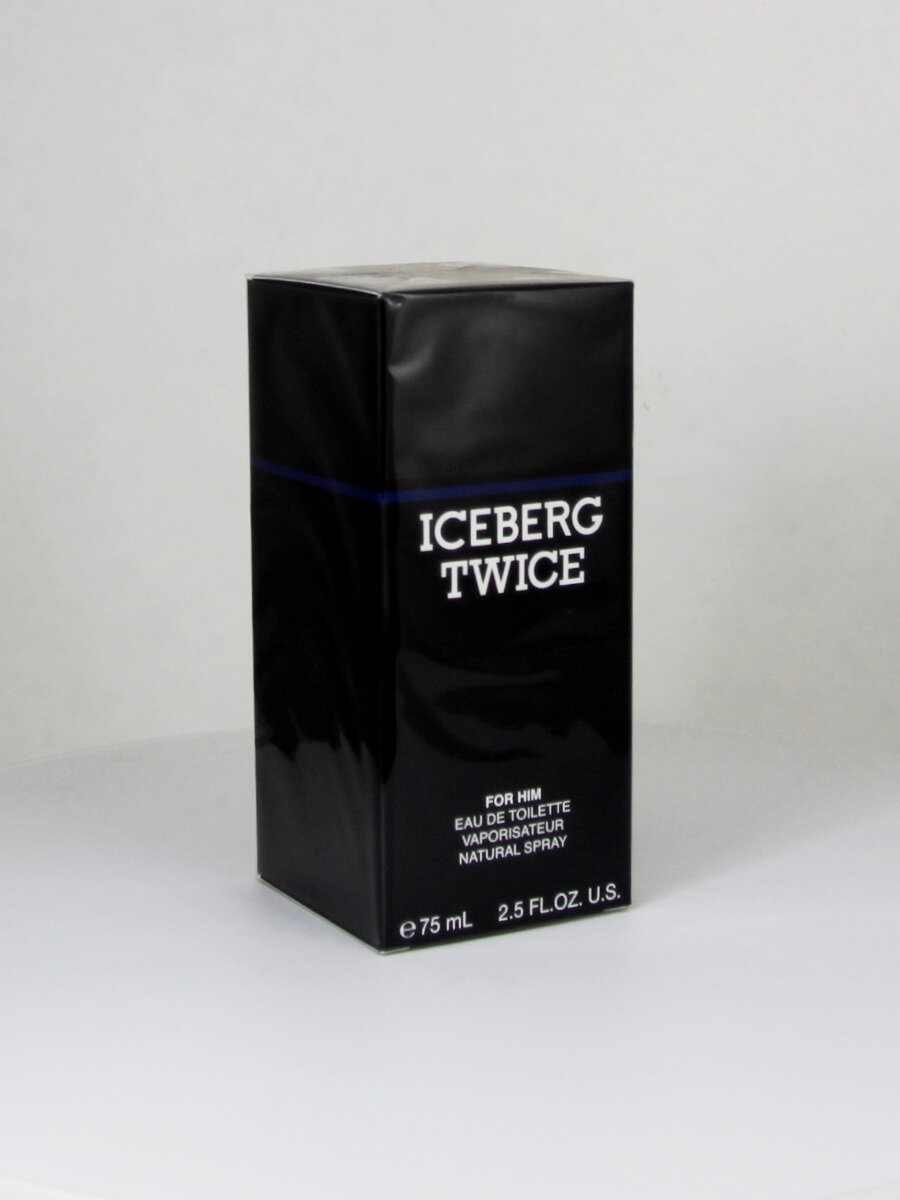 ICEBERG
TWICE
FOR HIM
EAU DE TOILETTE
VAPORISATEUR
NATURAL SPRAY
℮ 75 mL 2.5 FL.OZ. U.S.